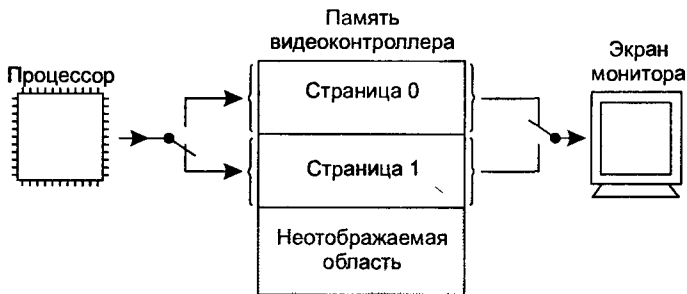 Память
видеоконтроллера
Процессор
Экран
монитора
Страница 0
Страница 1
Неотображаемая
область